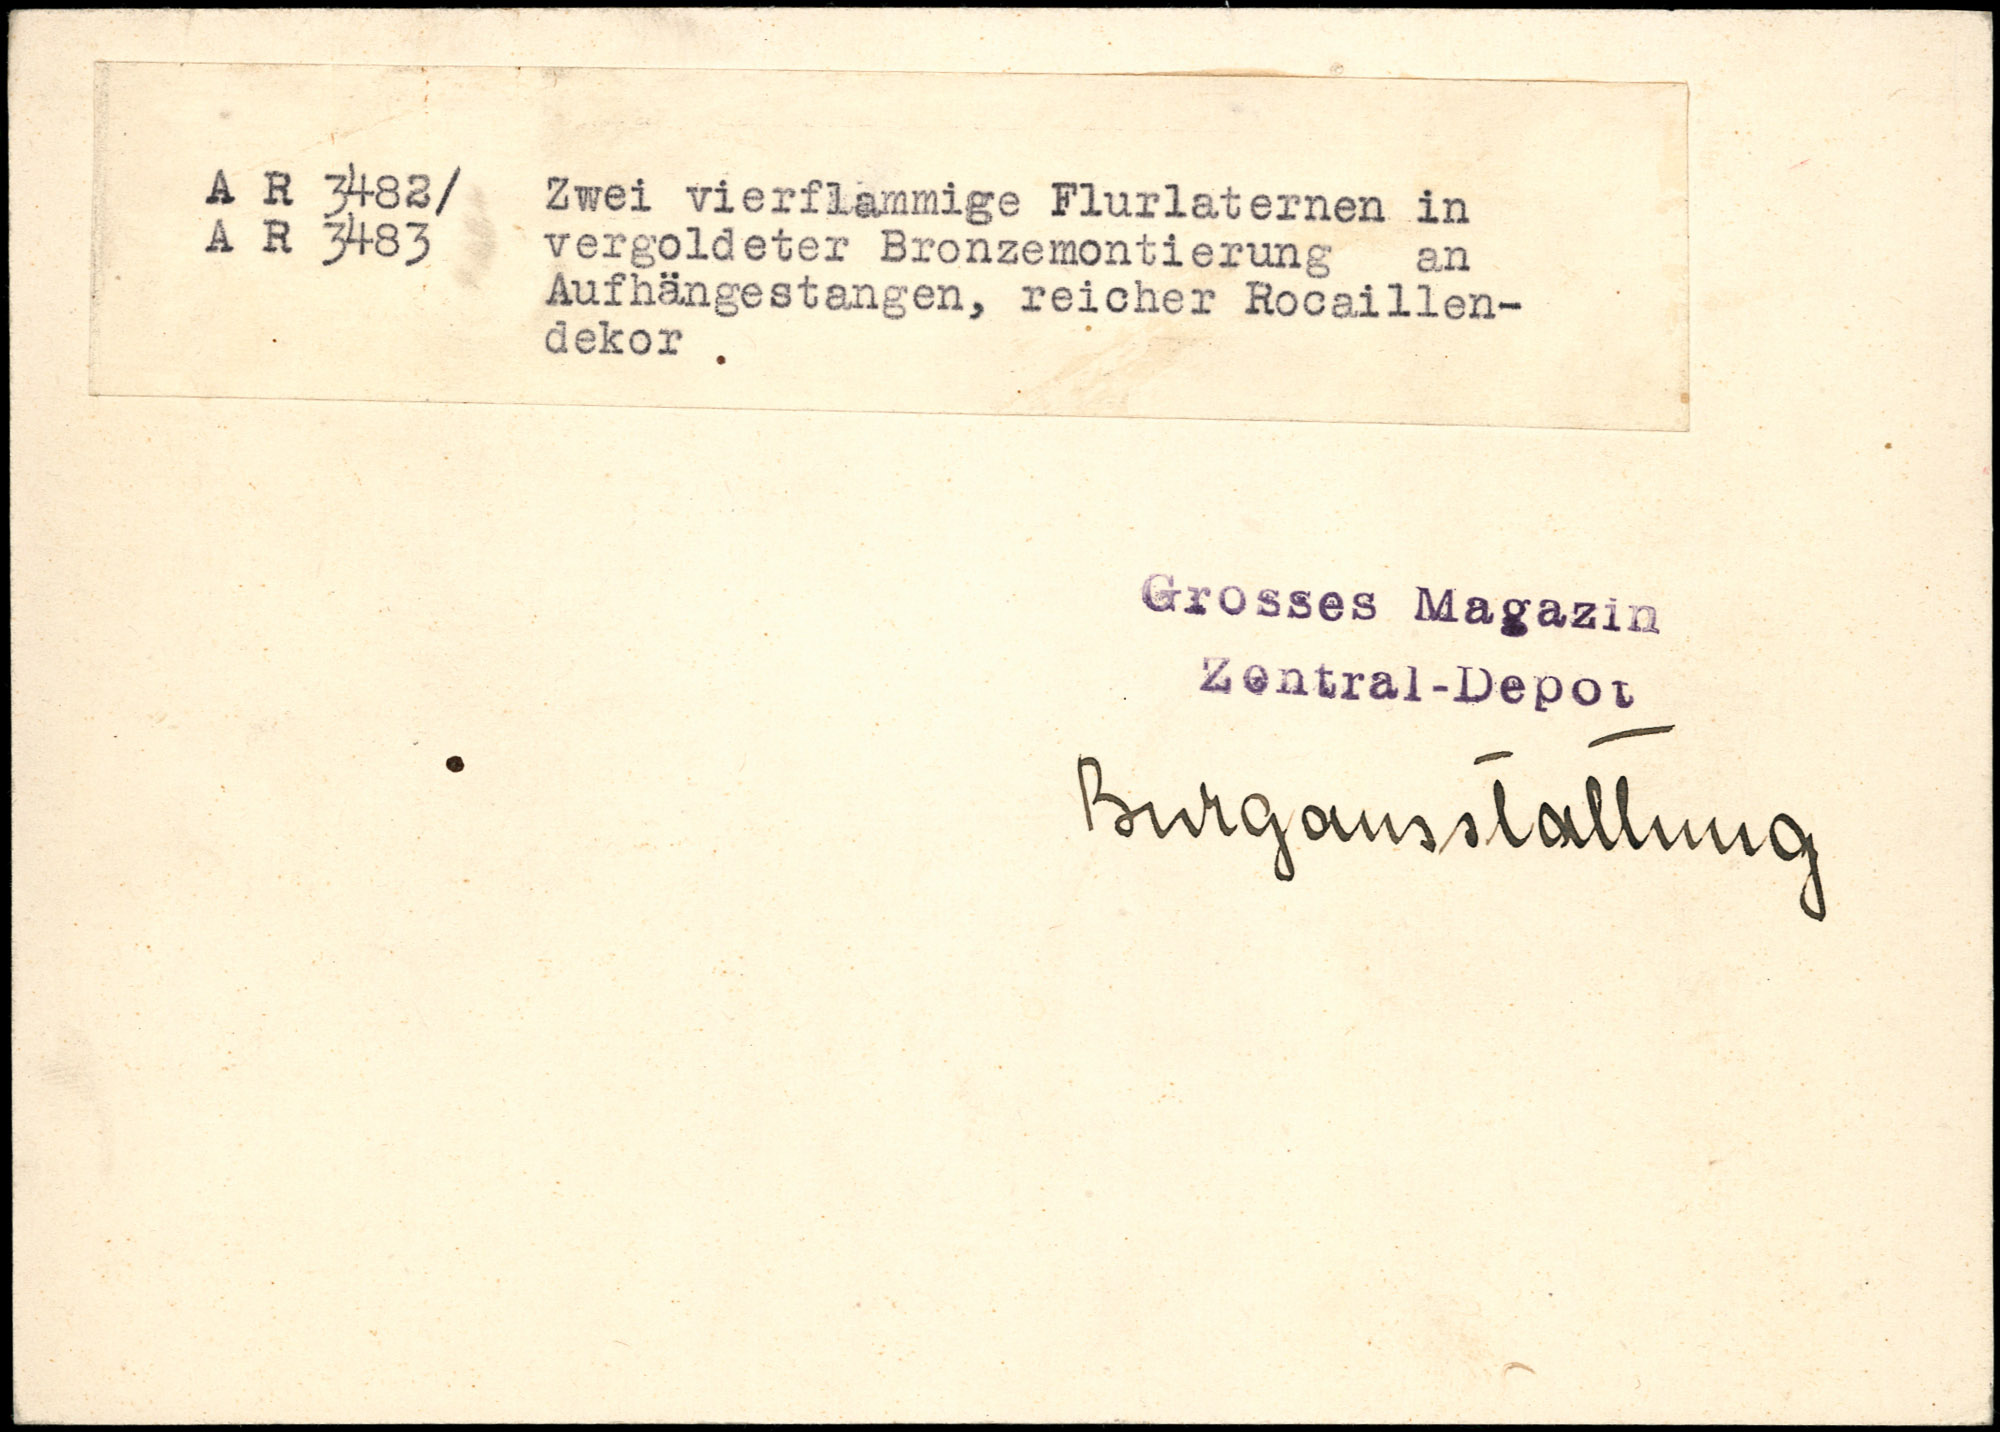 A R 3482/ Zwei vierflammige Flurlaternen in
A R 3483 vergoldeter Bronzemontierung an
Aufhängestangen, reicher Rocaillen-
dekor
Grosses Magazin
Zentral-Depot
Burgausstattung